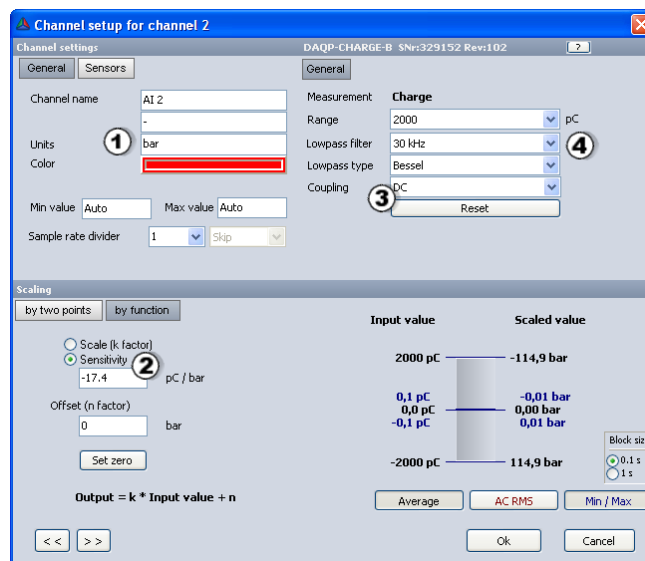 Channel setup for channel 2
Channel settings
DAQP-CHARGE-B SNr:329152 Rev:102
?
General Sensors
General
Channel name AI 2
-
Units bar
1
Color
Min value Auto Max value Auto
Sample rate divider 1 Skip
Measurement Charge
Range 2000 pC
Lowpass filter 30 kHz
4
Lowpass type Bessel
Coupling DC
3
Reset
Scaling
by two points by function
Scale (k factor)
Sensitivity
2
-17.4 pC / bar
Offset (n factor)
0 bar
Set zero
Output = k * Input value + n
Input value Scaled value
2000 pC -114,9 bar
0,1 pC -0,01 bar
0,0 pC 0,00 bar
-0,1 pC 0,01 bar
-2000 pC 114,9 bar
Block siz
0.1 s
1 s
Average AC RMS Min / Max
<< >>
Ok Cancel